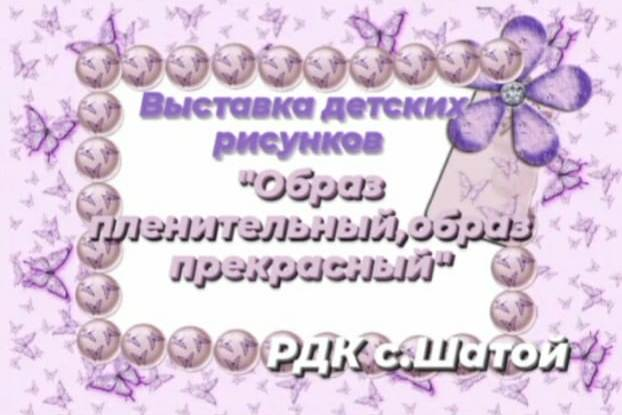 Выставка детских
рисунков
"Образ
пленительный,образ
прекрасный"
РДК с.Шатой